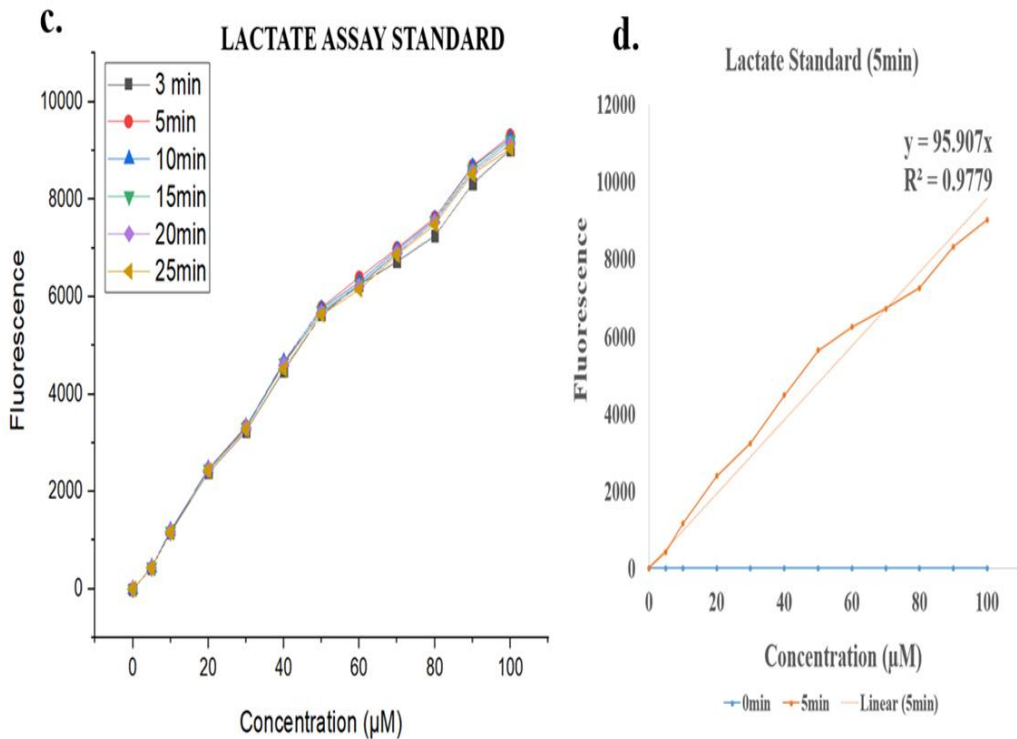 c.
LACTATE ASSAY STANDARD
3 min
5min
10min
15min
20min
25min
10000
8000
6000
4000
2000
0
Fluorescence
0 20 40 60 80 100
Concentration (µM)
d.
Lactate Standard (5min)
y = 95.907x
R² = 0.9779
12000
10000
8000
6000
4000
2000
0
Fluorescence
0 20 40 60 80 100
Concentration (µM)
0min 5min Linear (5min)